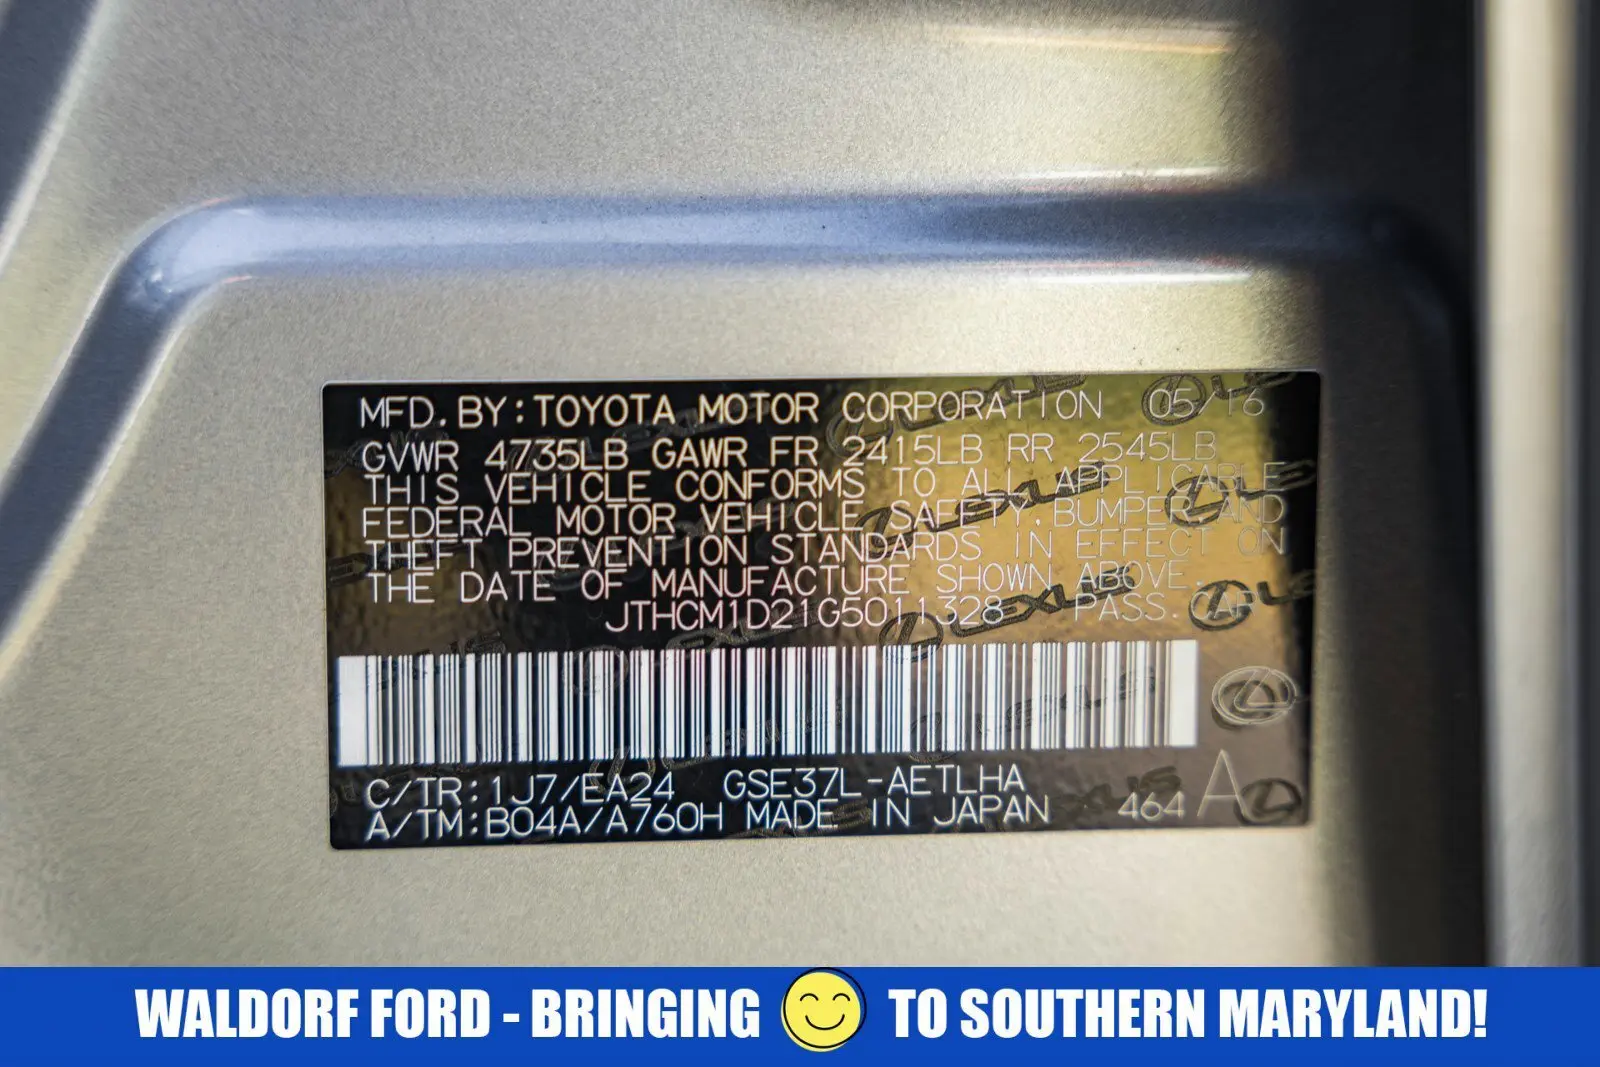 MFD. BY: TOYOTA MOTOR CORPORATION 05/16
GVWR 4735LB GAWR FR 2415LB RR 2545LB
THIS VEHICLE CONFORMS TO ALL APPLICABLE
FEDERAL MOTOR VEHICLE SAFETY, BUMPER, AND
THEFT PREVENTION STANDARDS IN EFFECT ON
THE DATE OF MANUFACTURE SHOWN ABOVE.
JTHCM1D21G5011328 PASS. CAR
C/TR: 1J7/EA24 GSE37L-AETLHA
A/TM: B04A/A760H MADE IN JAPAN 464 A
LEXUS
LEXUS
LEXUS
WALDORF FORD - BRINGING TO SOUTHERN MARYLAND!